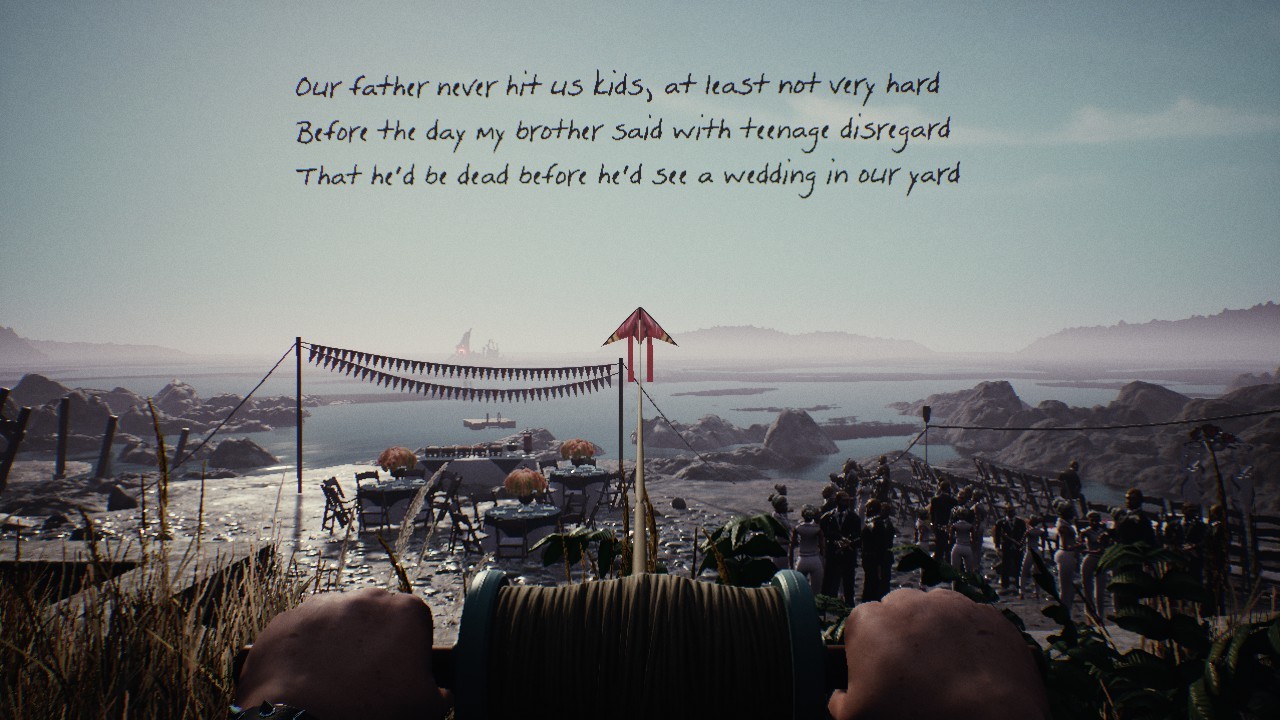 Our father never hit us kids, at least not very hard
Before the day my brother said with teenage disregard
That he'd be dead before he'd see a wedding in our yard